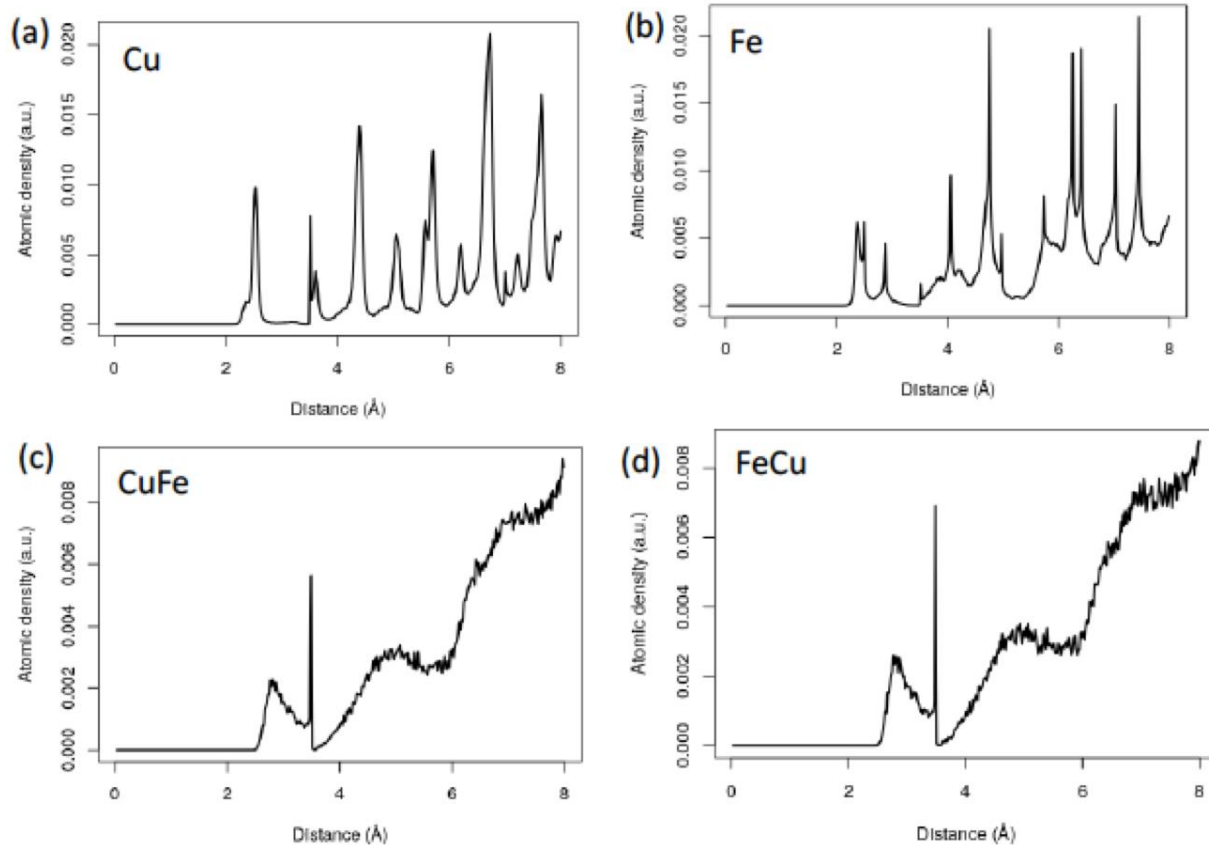 (a)
Cu
Atomic density (a.u.)
0.000 0.005 0.010 0.015 0.020
0 2 4 6 8
Distance (Å)
(b)
Fe
Atomic density (a.u.)
0.000 0.005 0.010 0.015 0.020
0 2 4 6 8
Distance (Å)
(c)
CuFe
Atomic density (a.u.)
0.000 0.002 0.004 0.006 0.008
0 2 4 6 8
Distance (Å)
(d)
FeCu
Atomic density (a.u.)
0.000 0.002 0.004 0.006 0.008
0 2 4 6 8
Distance (Å)